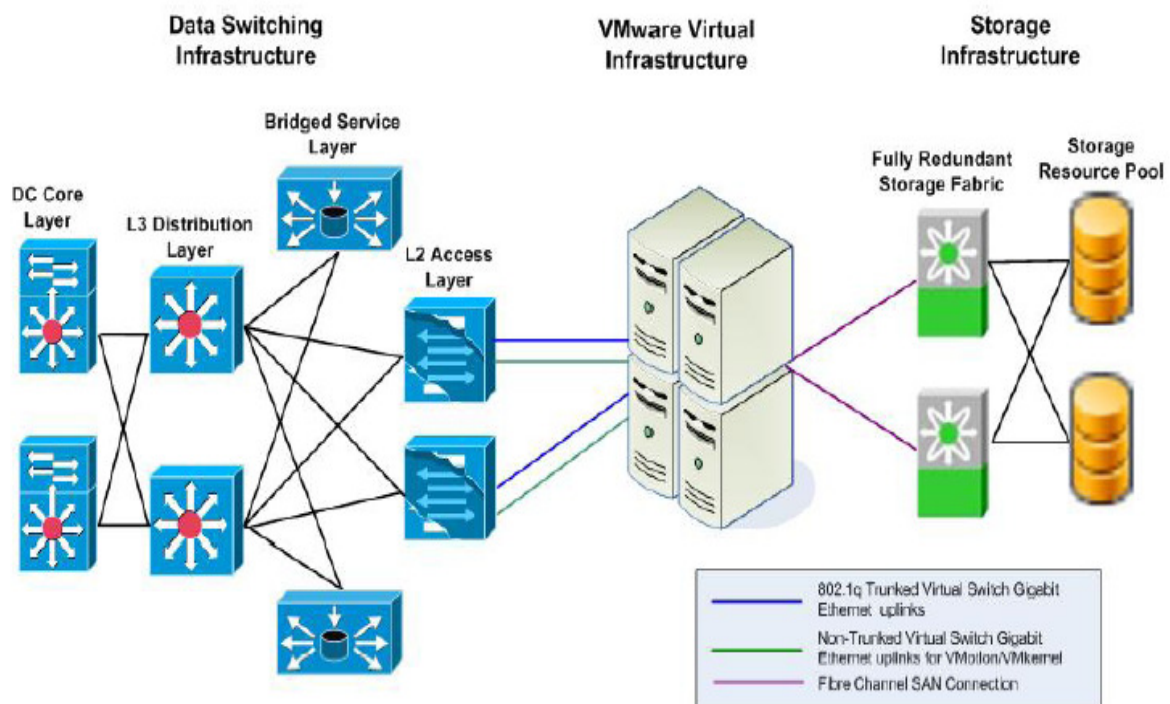 Data Switching
Infrastructure
VMware Virtual
Infrastructure
Storage
Infrastructure
Bridged Service
Layer
DC Core
Layer
L3 Distribution
Layer
L2 Access
Layer
Fully Redundant
Storage Fabric
Storage
Resource Pool
802.1q Trunked Virtual Switch Gigabit
Ethernet uplinks
Non-Trunked Virtual Switch Gigabit
Ethernet uplinks for VMotion/VMkernel
Fibre Channel SAN Connection